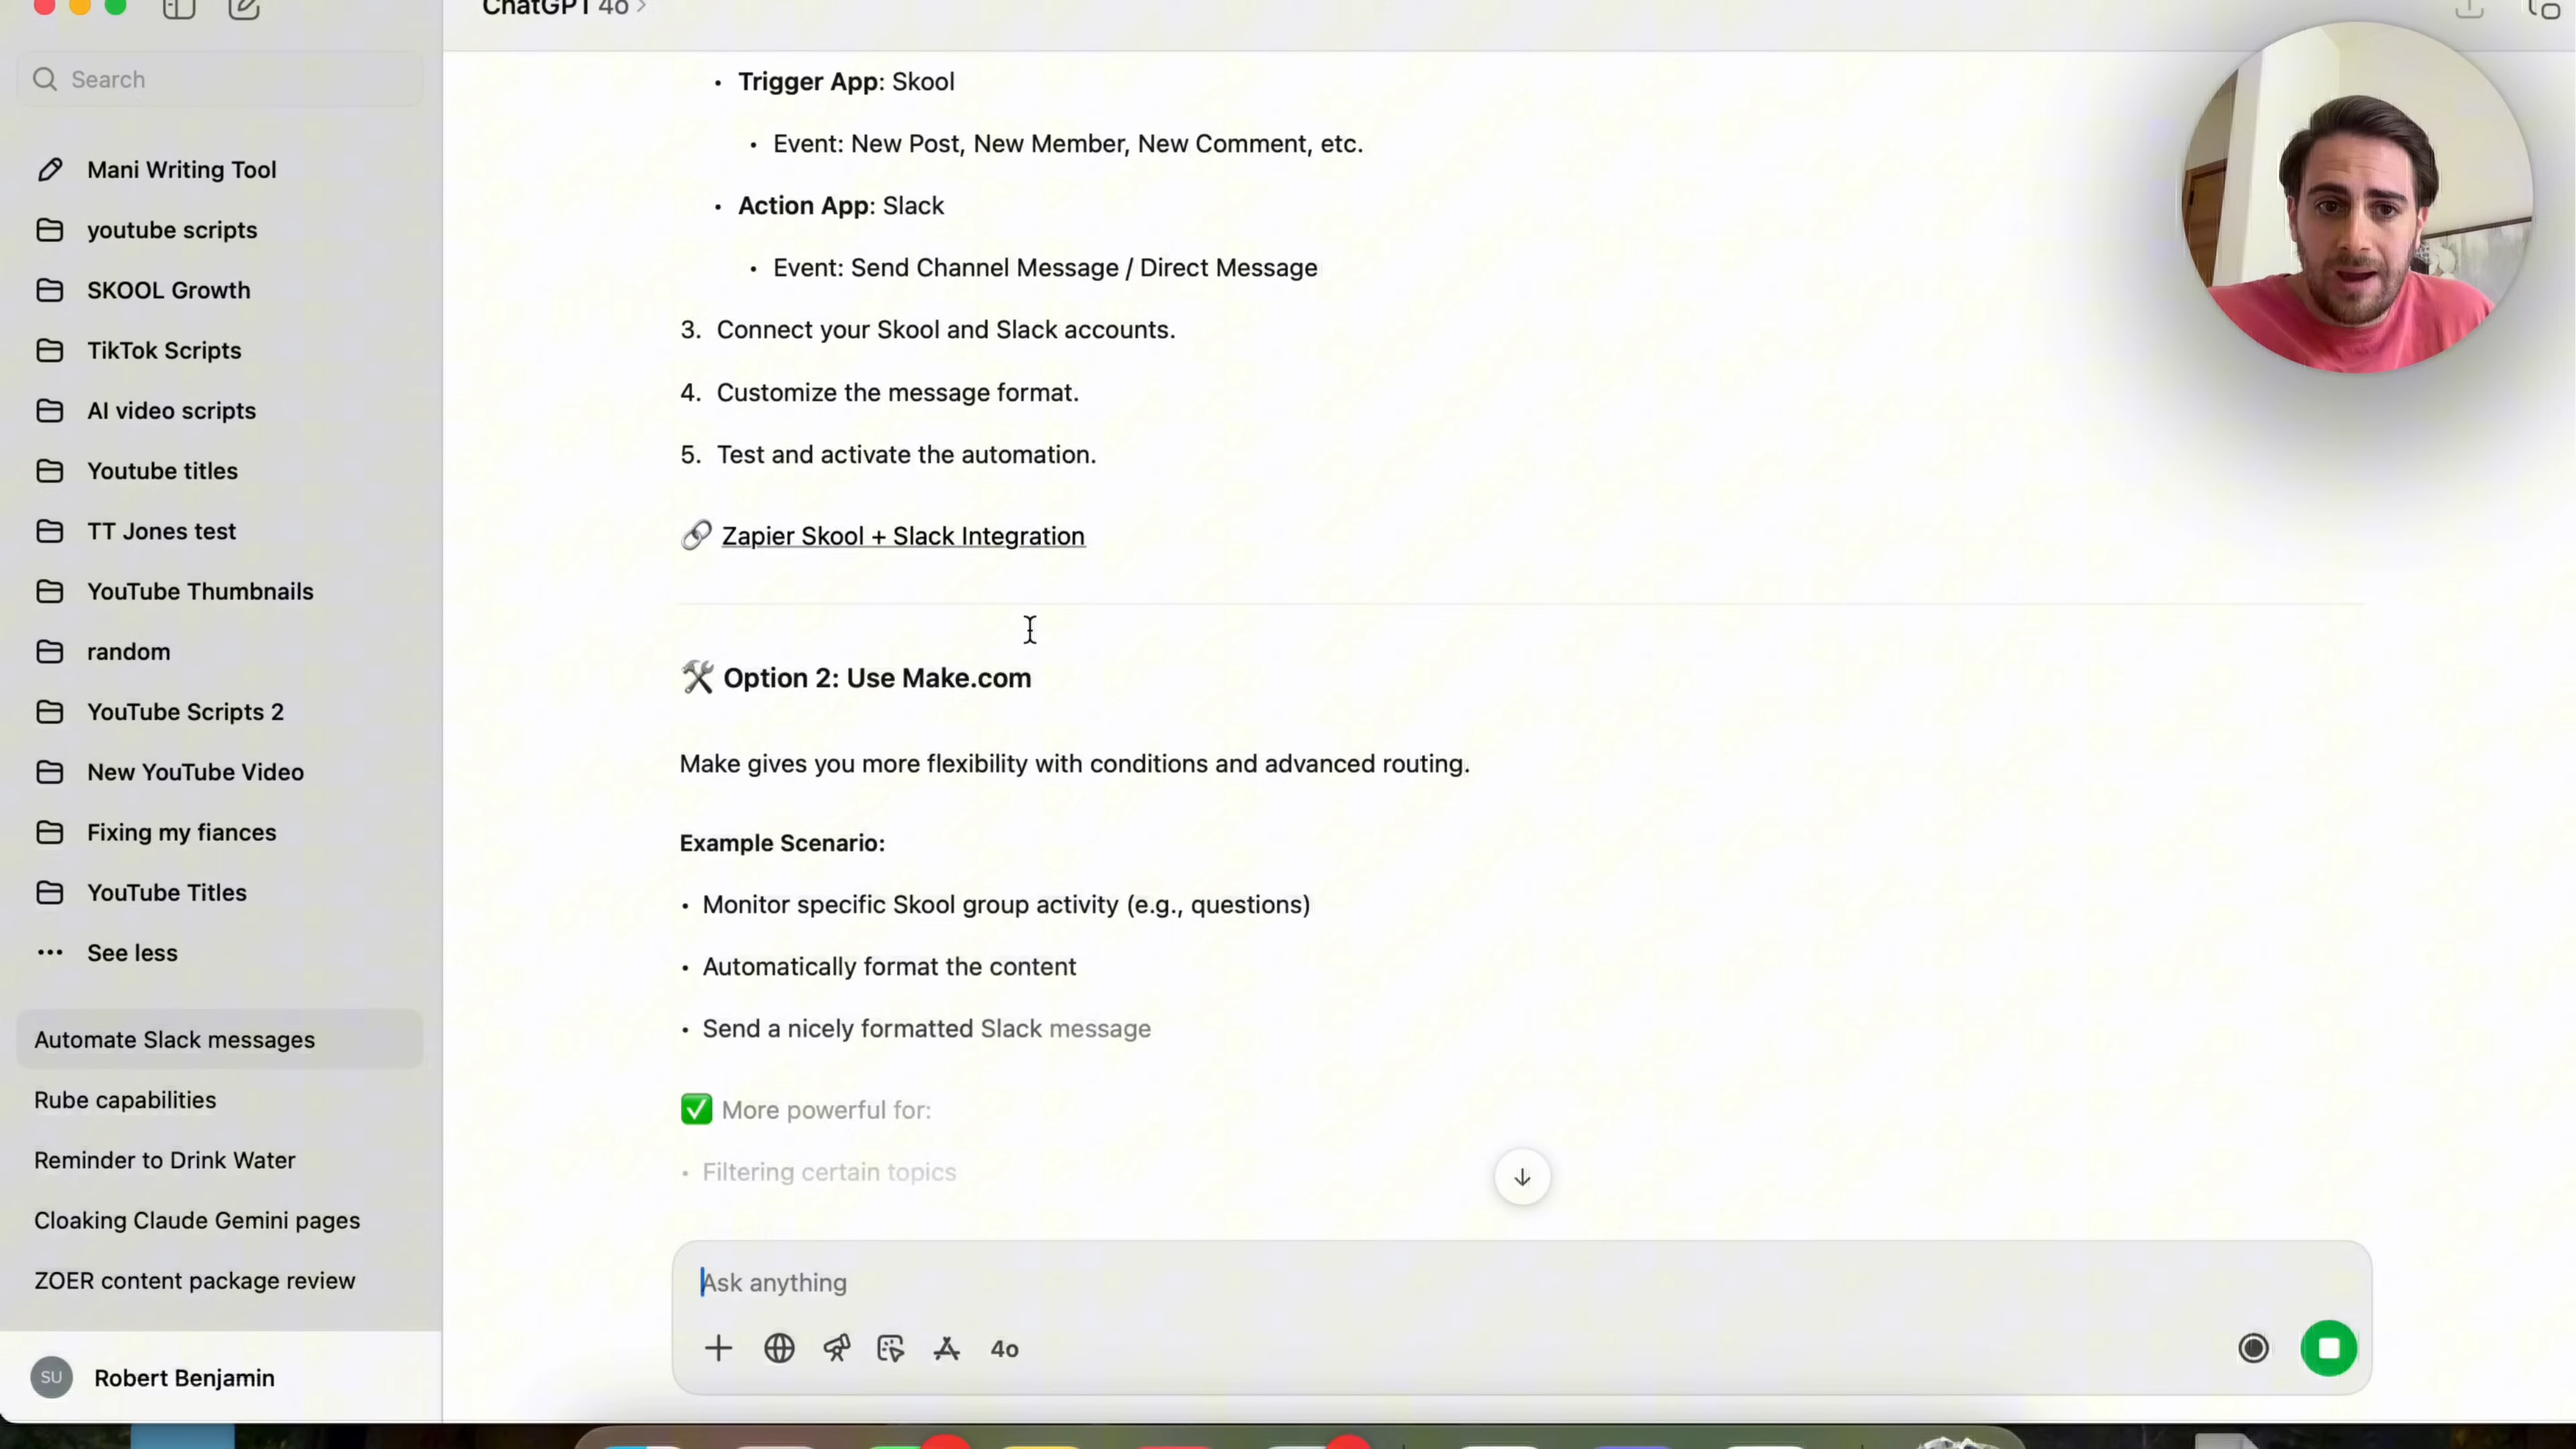 ChatGPT 4o >
Search
Mani Writing Tool
youtube scripts
SKOOL Growth
TikTok Scripts
AI video scripts
Youtube titles
TT Jones test
YouTube Thumbnails
random
YouTube Scripts 2
New YouTube Video
Fixing my fiances
YouTube Titles
See less
Automate Slack messages
Rube capabilities
Reminder to Drink Water
Cloaking Claude Gemini pages
ZOER content package review
SU Robert Benjamin
• Trigger App: Skool
• Event: New Post, New Member, New Comment, etc.
• Action App: Slack
• Event: Send Channel Message / Direct Message
3. Connect your Skool and Slack accounts.
4. Customize the message format.
5. Test and activate the automation.
🔗 Zapier Skool + Slack Integration
🛠 Option 2: Use Make.com
Make gives you more flexibility with conditions and advanced routing.
Example Scenario:
• Monitor specific Skool group activity (e.g., questions)
• Automatically format the content
• Send a nicely formatted Slack message
✅ More powerful for:
• Filtering certain topics
Ask anything
4o